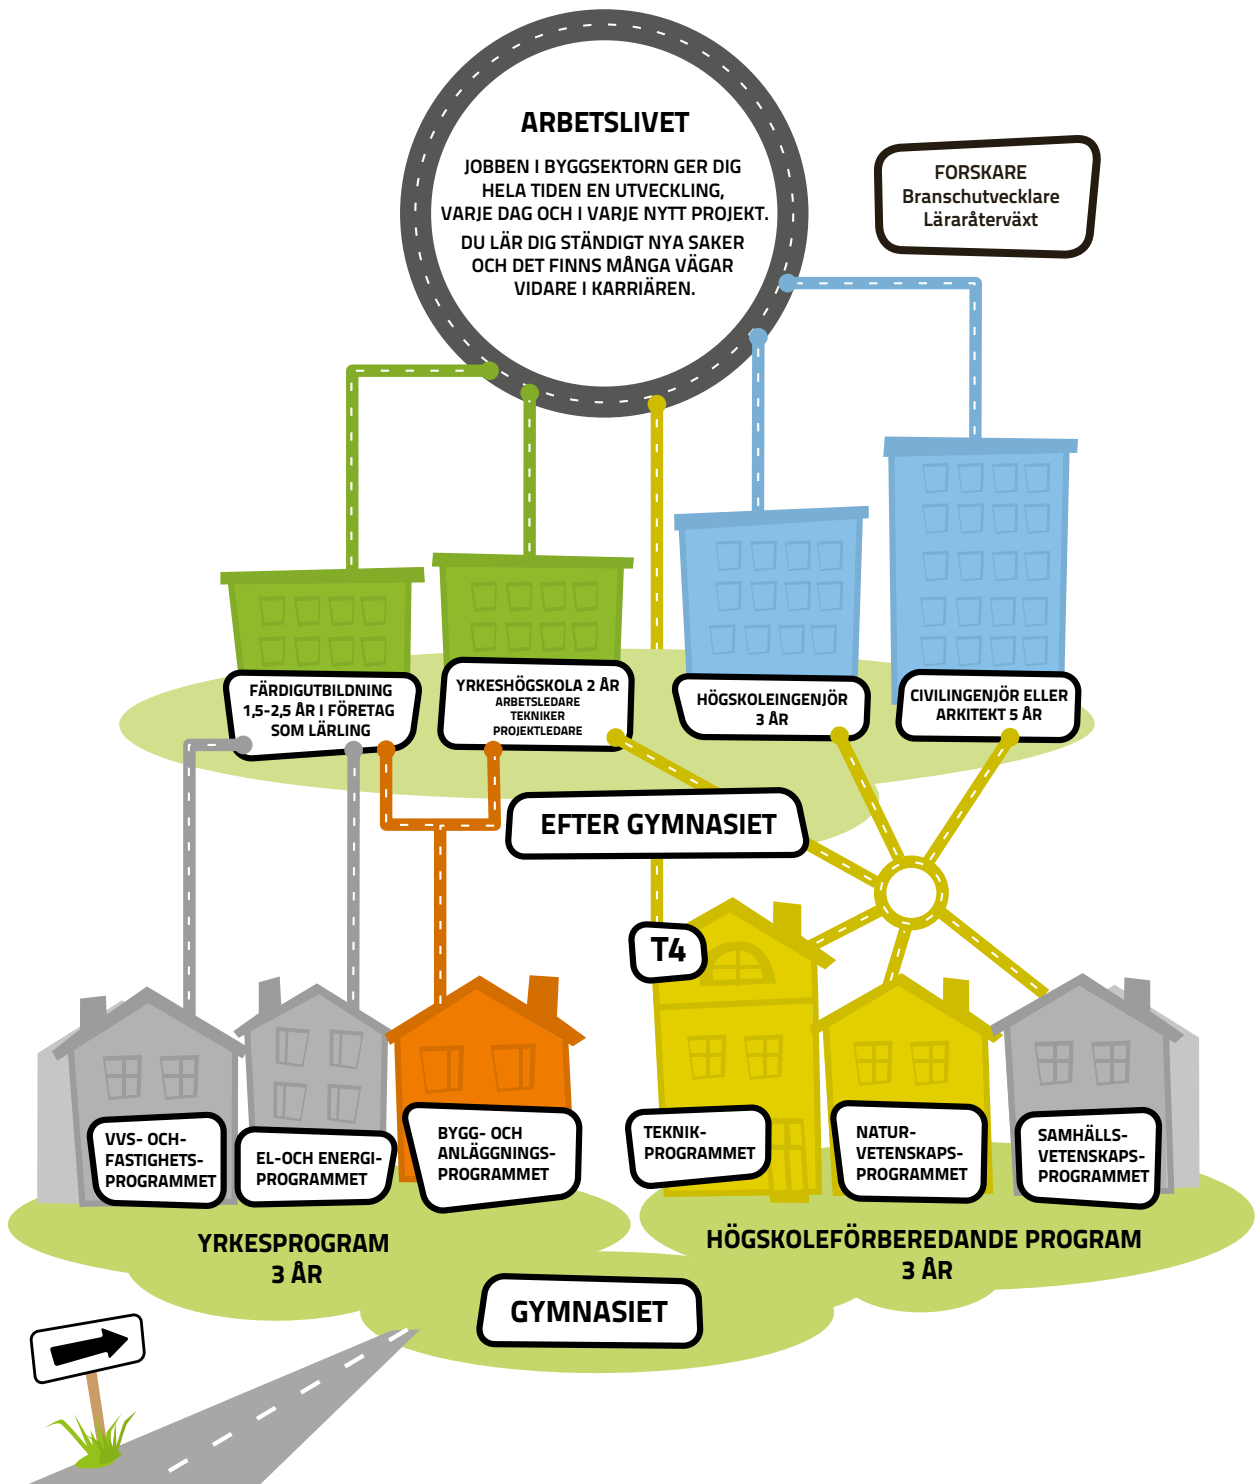 ARBETSLIVET
JOBBEN I BYGGSEKTORN GER DIG
HELA TIDEN EN UTVECKLING,
VARJE DAG OCH I VARJE NYTT PROJEKT.
DU LÄR DIG STÄNDIGT NYA SAKER
OCH DET FINNS MÅNGA VÄGAR
VIDARE I KARRIÄREN.
FORSKARE
Branschutvecklare
Läraråterväxt
FÄRDIGUTBILDNING
1,5-2,5 ÅR I FÖRETAG
SOM LÄRLING
YRKESHÖGSKOLA 2 ÅR
ARBETSLEDARE
TEKNIKER
PROJEKTLEDARE
HÖGSKOLEINGENJÖR
3 ÅR
CIVILINGENJÖR ELLER
ARKITEKT 5 ÅR
EFTER GYMNASIET
T4
VVS- OCH-
FASTIGHETS-
PROGRAMMET
EL-OCH ENERGI-
PROGRAMMET
BYGG- OCH
ANLÄGGNINGS-
PROGRAMMET
TEKNIK-
PROGRAMMET
NATUR-
VETENSKAPS-
PROGRAMMET
SAMHÄLLS-
VETENSKAPS-
PROGRAMMET
YRKESPROGRAM
3 ÅR
HÖGSKOLEFÖRBEREDANDE PROGRAM
3 ÅR
GYMNASIET